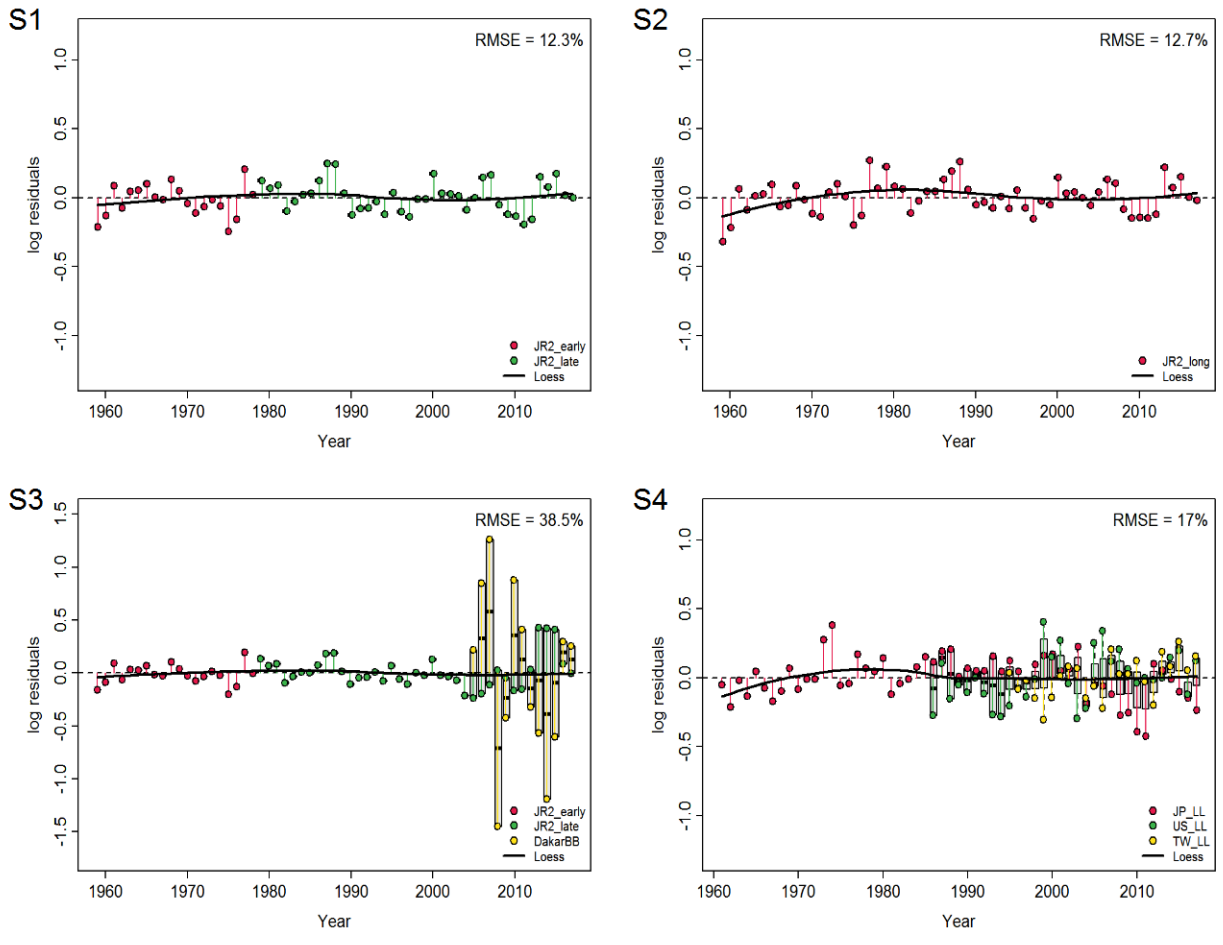 S1
RMSE = 12.3%
log residuals
1.0
0.5
0.0
-0.5
-1.0
JR2_early
JR2_late
Loess
1960 1970 1980 1990 2000 2010
Year
S2
RMSE = 12.7%
log residuals
1.0
0.5
0.0
-0.5
-1.0
JR2_long
Loess
1960 1970 1980 1990 2000 2010
Year
S3
RMSE = 38.5%
log residuals
1.5
1.0
0.5
0.0
-0.5
-1.0
-1.5
JR2_early
JR2_late
DakarBB
Loess
1960 1970 1980 1990 2000 2010
Year
S4
RMSE = 17%
log residuals
1.0
0.5
0.0
-0.5
-1.0
JP_LL
US_LL
TW_LL
Loess
1960 1970 1980 1990 2000 2010
Year